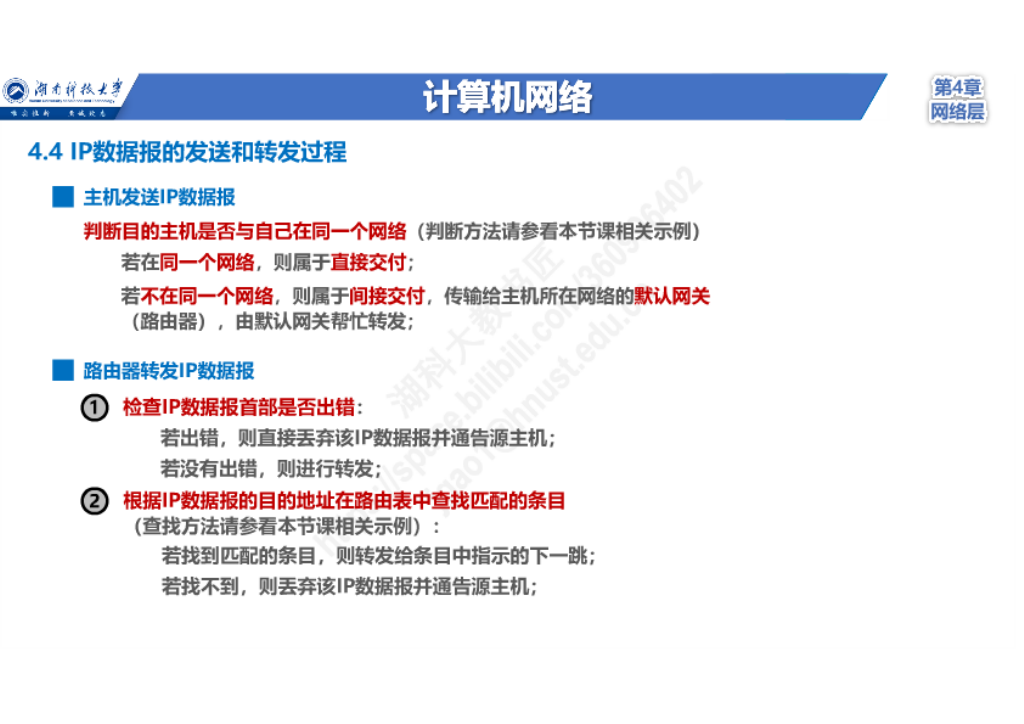 湖南科技大学
计算机网络
第4章
网络层
4.4 IP数据报的发送和转发过程
主机发送IP数据报
判断目的主机是否与自己在同一个网络（判断方法请参看本节课相关示例）
若在同一个网络，则属于直接交付；
若不在同一个网络，则属于间接交付，传输给主机所在网络的默认网关
（路由器），由默认网关帮忙转发；
路由器转发IP数据报
1 检查IP数据报首部是否出错：
若出错，则直接丢弃该IP数据报并通告源主机；
若没有出错，则进行转发；
2 根据IP数据报的目的地址在路由表中查找匹配的条目
（查找方法请参看本节课相关示例）：
若找到匹配的条目，则转发给条目中指示的下一跳；
若找不到，则丢弃该IP数据报并通告源主机；
湖科大教书匠